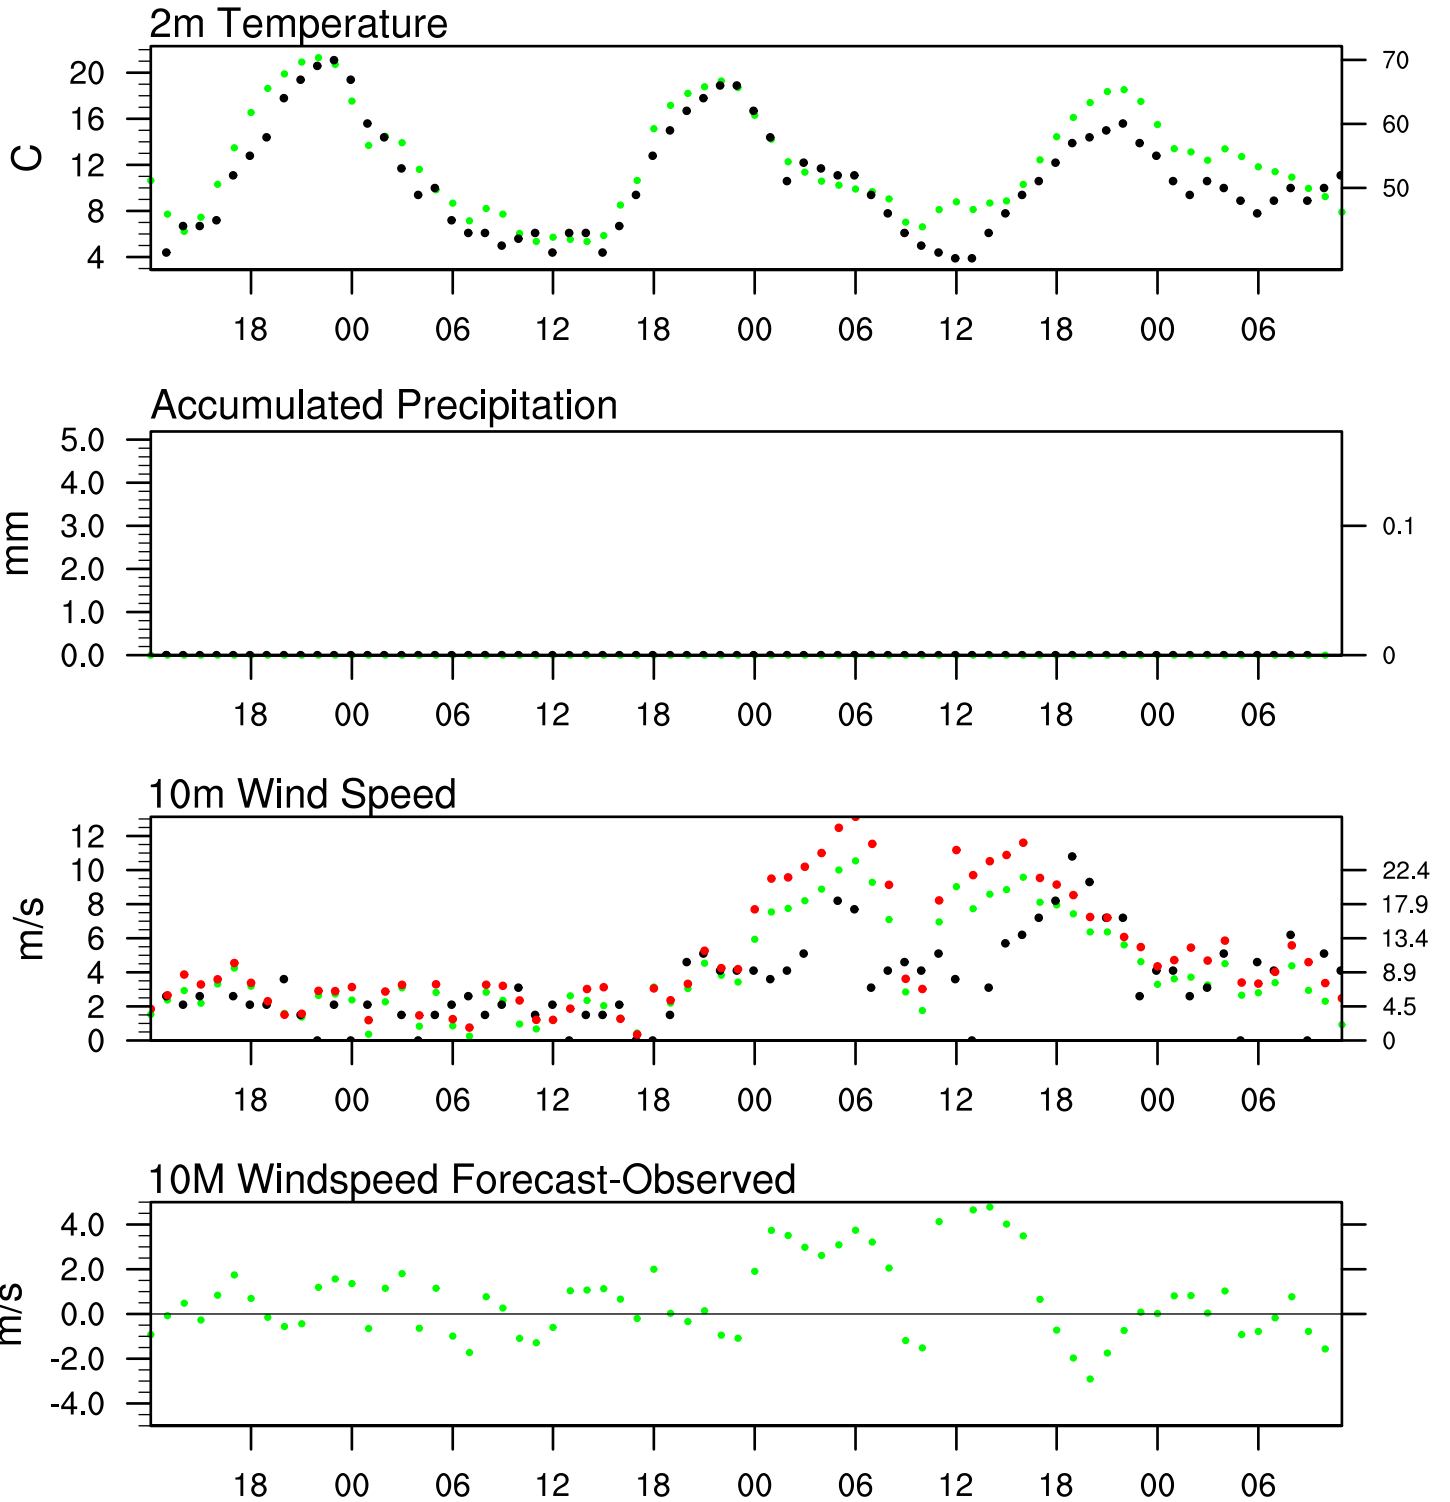 2m Temperature
20 70
16 60
C
12
50
8
4
18 00 06 12 18 00 06 12 18 00 06
Accumulated Precipitation
5.0
4.0
3.0 0.1
mm
2.0
1.0
0.0 0
18 00 06 12 18 00 06 12 18 00 06
10m Wind Speed
12
10 22.4
8 17.9
m/s
6 13.4
4 8.9
2 4.5
0 0
18 00 06 12 18 00 06 12 18 00 06
10M Windspeed Forecast-Observed
4.0
2.0
0.0
m/s
-2.0
-4.0
18 00 06 12 18 00 06 12 18 00 06